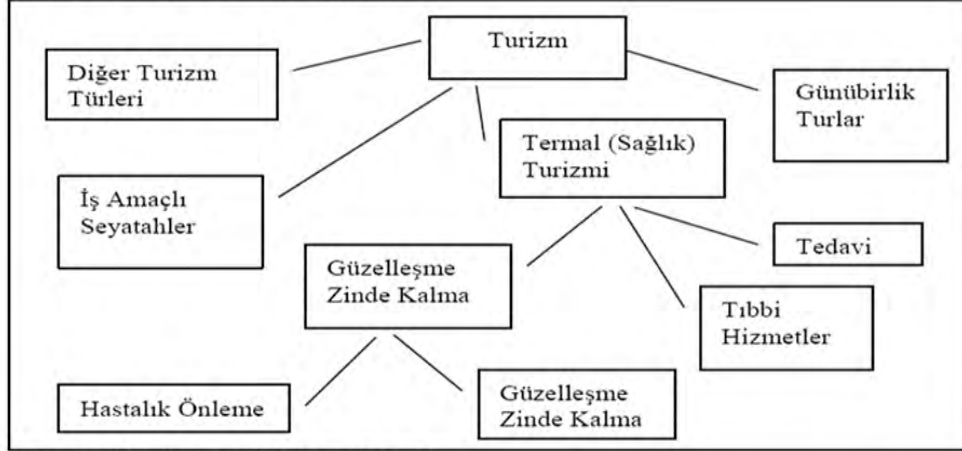 Turizm
Diğer Turizm
Türleri
Günübirlik
Turlar
Termal (Sağlık)
Turizmi
İş Amaçlı
Seyatahler
Tedavi
Güzelleşme
Zinde Kalma
Tıbbi
Hizmetler
Hastalık Önleme
Güzelleşme
Zinde Kalma